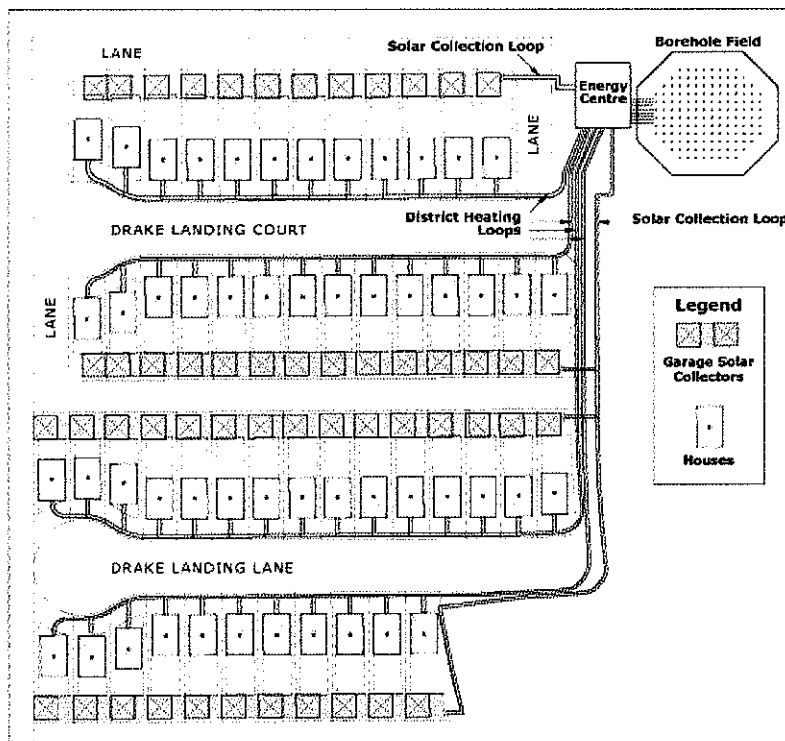 LANE
Solar Collection Loop
Borehole Field
Energy
Centre
LANE
District Heating
Loops
Solar Collection Loop
DRAKE LANDING COURT
LANE
Legend
Garage Solar
Collectors
Houses
DRAKE LANDING LANE